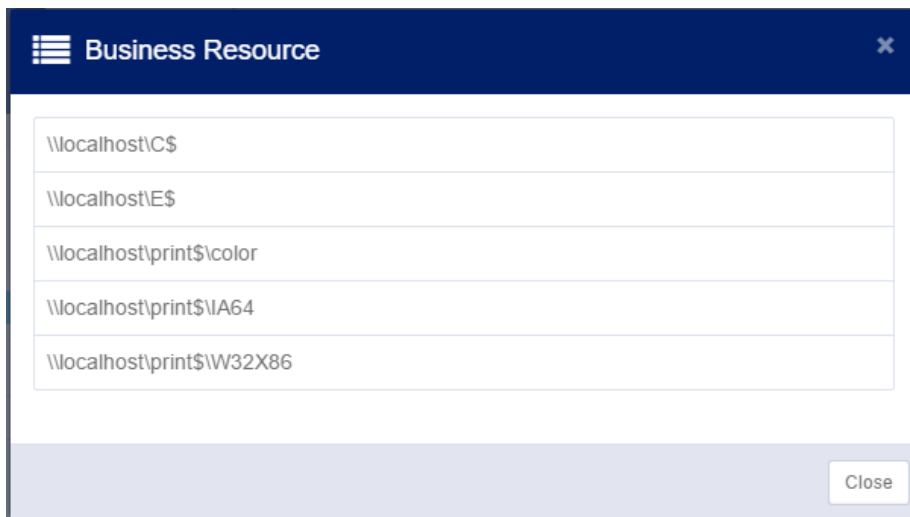 Business Resource
\\localhost\C$
\\localhost\E$
\\localhost\print$\color
\\localhost\print$\IA64
\\localhost\print$\W32X86
Close